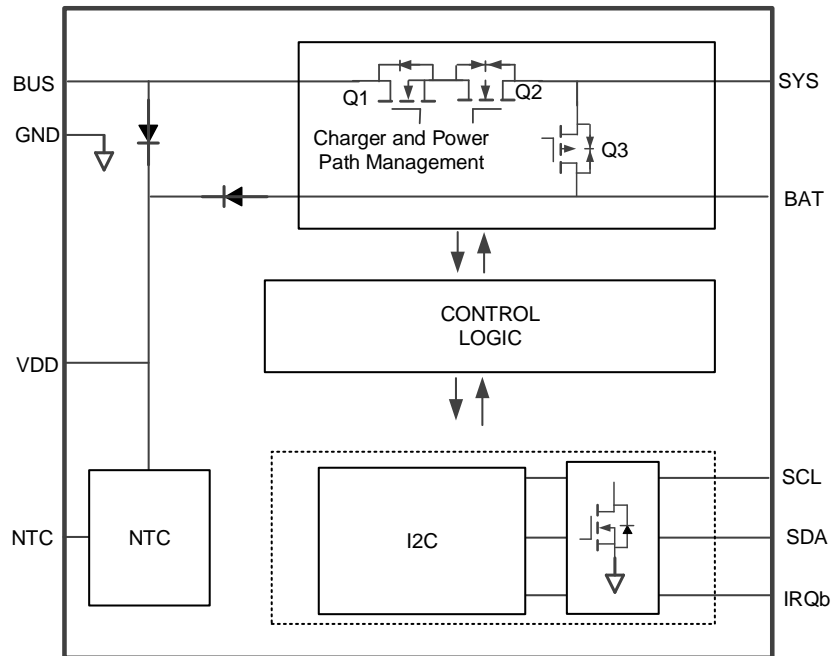 BUS
Q1
Q2
SYS
GND
Charger and Power
Path Management
Q3
BAT
CONTROL
LOGIC
VDD
SCL
NTC
NTC
I2C
SDA
IRQb